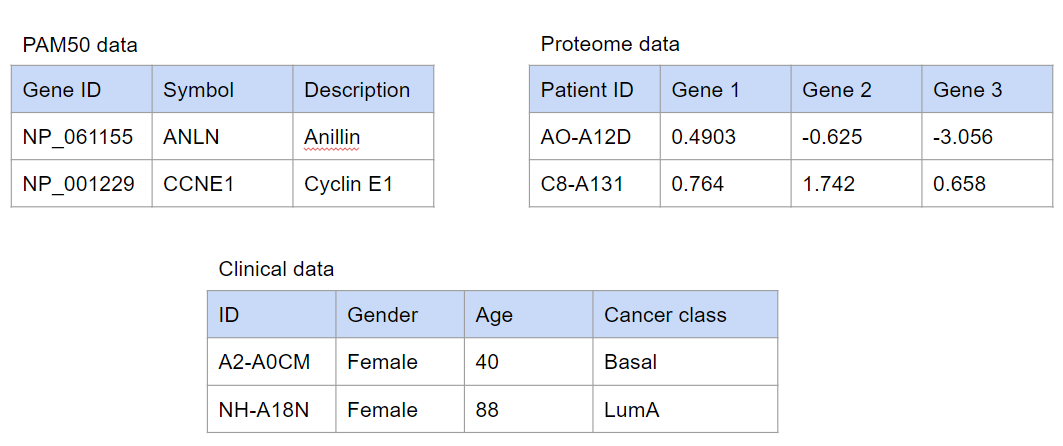 PAM50 data
Gene ID Symbol Description
NP_061155 ANLN Anillin
NP_001229 CCNE1 Cyclin E1
Proteome data
Patient ID Gene 1 Gene 2 Gene 3
AO-A12D 0.4903 -0.625 -3.056
C8-A131 0.764 1.742 0.658
Clinical data
ID Gender Age Cancer class
A2-A0CM Female 40 Basal
NH-A18N Female 88 LumA